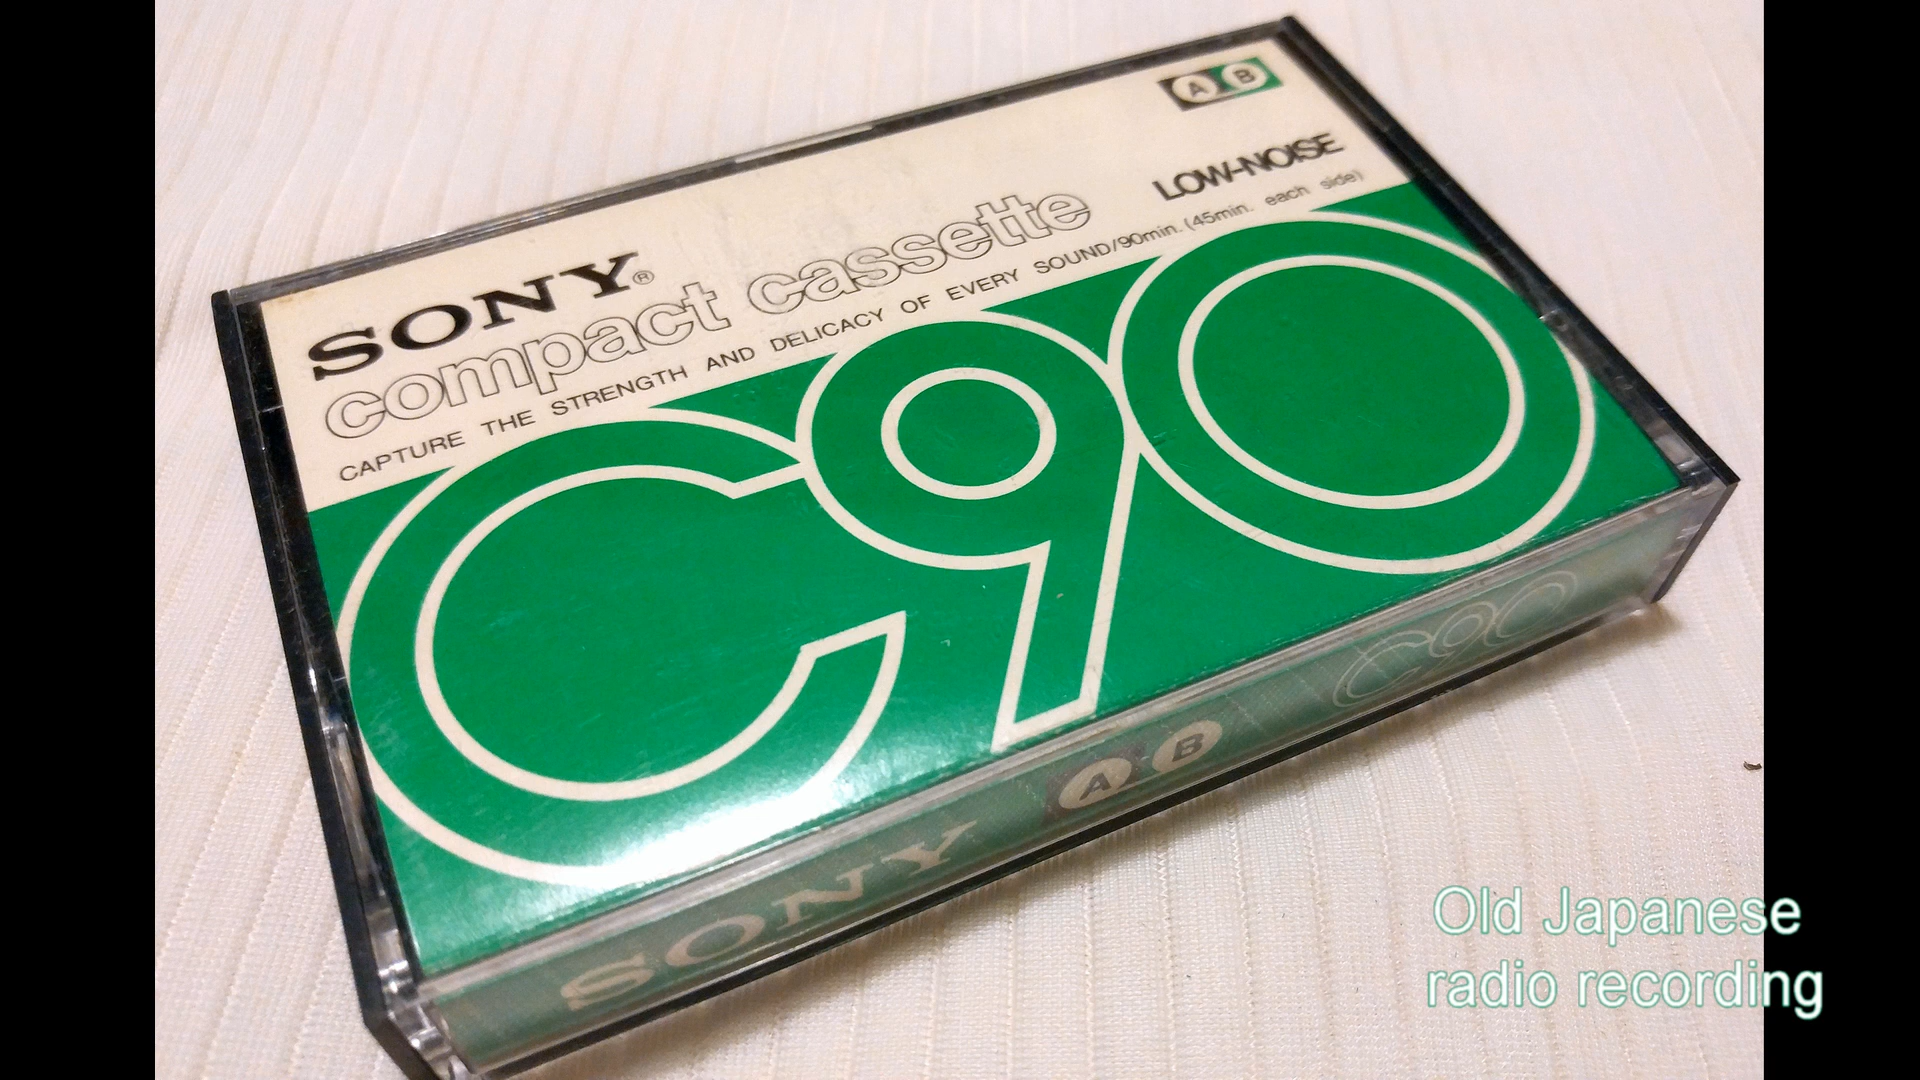 A B
LOW-NOISE
SONY®
compact cassette
CAPTURE THE STRENGTH AND DELICACY OF EVERY SOUND/90min. (45min. each side)
C90
SONY A B C90
Old Japanese
radio recording